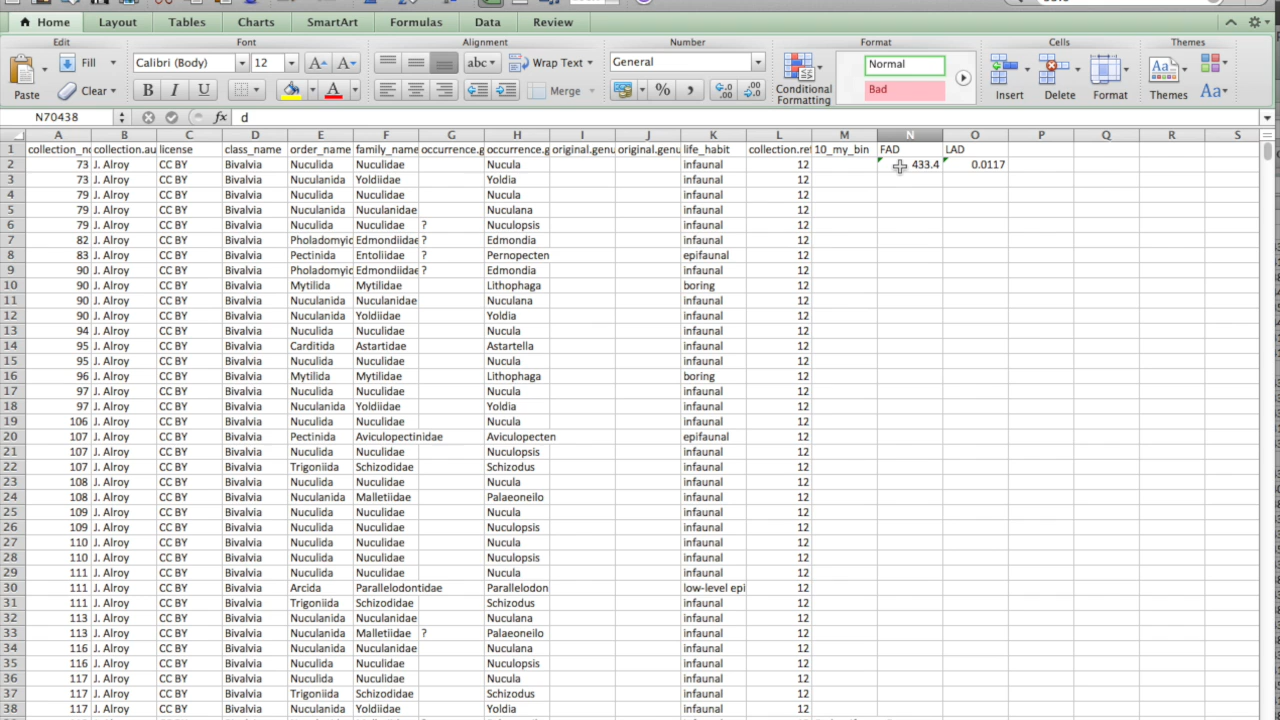 Home Layout Tables Charts SmartArt Formulas Data Review
Edit Font Alignment Number Format Cells Themes
Fill Calibri (Body) 12 A A abc Wrap Text General Normal
Paste Clear B I U A Merge % Conditional Formatting Bad Insert Delete Format Themes Aa
N70438 fx d
A B C D E F G H I J K L M N O P Q R S
1 collection_no collection.au license class_name order_name family_name occurrence.g occurrence.g original.genu original.genu life_habit collection.ref 10_my_bin FAD LAD
2 73 J. Alroy CC BY Bivalvia Nuculida Nuculidae Nucula infaunal 12 433.4 0.0117
3 73 J. Alroy CC BY Bivalvia Nuculanida Yoldiidae Yoldia infaunal 12
4 79 J. Alroy CC BY Bivalvia Nuculida Nuculidae Nucula infaunal 12
5 79 J. Alroy CC BY Bivalvia Nuculanida Nuculanidae Nuculana infaunal 12
6 79 J. Alroy CC BY Bivalvia Nuculida Nuculidae ? Nuculopsis infaunal 12
7 82 J. Alroy CC BY Bivalvia Pholadomyic Edmondiidae ? Edmondia infaunal 12
8 83 J. Alroy CC BY Bivalvia Pectinida Entoliidae ? Pernopecten epifaunal 12
9 90 J. Alroy CC BY Bivalvia Pholadomyic Edmondiidae ? Edmondia infaunal 12
10 90 J. Alroy CC BY Bivalvia Mytilida Mytilidae Lithophaga boring 12
11 90 J. Alroy CC BY Bivalvia Nuculanida Nuculanidae Nuculana infaunal 12
12 90 J. Alroy CC BY Bivalvia Nuculanida Yoldiidae Yoldia infaunal 12
13 94 J. Alroy CC BY Bivalvia Nuculida Nuculidae Nucula infaunal 12
14 95 J. Alroy CC BY Bivalvia Carditida Astartidae Astartella infaunal 12
15 95 J. Alroy CC BY Bivalvia Nuculida Nuculidae Nucula infaunal 12
16 96 J. Alroy CC BY Bivalvia Mytilida Mytilidae Lithophaga boring 12
17 97 J. Alroy CC BY Bivalvia Nuculida Nuculidae Nucula infaunal 12
18 97 J. Alroy CC BY Bivalvia Nuculanida Yoldiidae Yoldia infaunal 12
19 106 J. Alroy CC BY Bivalvia Nuculida Nuculidae Nucula infaunal 12
20 107 J. Alroy CC BY Bivalvia Pectinida Aviculopectinidae Aviculopecten epifaunal 12
21 107 J. Alroy CC BY Bivalvia Nuculida Nuculidae Nuculopsis infaunal 12
22 107 J. Alroy CC BY Bivalvia Trigoniida Schizodidae Schizodus infaunal 12
23 108 J. Alroy CC BY Bivalvia Nuculida Nuculidae Nucula infaunal 12
24 108 J. Alroy CC BY Bivalvia Nuculanida Malletiidae Palaeoneilo infaunal 12
25 109 J. Alroy CC BY Bivalvia Nuculida Nuculidae Nucula infaunal 12
26 109 J. Alroy CC BY Bivalvia Nuculida Nuculidae Nuculopsis infaunal 12
27 110 J. Alroy CC BY Bivalvia Nuculida Nuculidae Nucula infaunal 12
28 110 J. Alroy CC BY Bivalvia Nuculida Nuculidae Nuculopsis infaunal 12
29 111 J. Alroy CC BY Bivalvia Nuculida Nuculidae Nucula infaunal 12
30 111 J. Alroy CC BY Bivalvia Arcida Parallelodontidae Parallelodon low-level epi 12
31 111 J. Alroy CC BY Bivalvia Trigoniida Schizodidae Schizodus infaunal 12
32 113 J. Alroy CC BY Bivalvia Nuculanida Nuculanidae Nuculana infaunal 12
33 113 J. Alroy CC BY Bivalvia Nuculanida Malletiidae ? Palaeoneilo infaunal 12
34 116 J. Alroy CC BY Bivalvia Nuculanida Nuculanidae Nuculana infaunal 12
35 116 J. Alroy CC BY Bivalvia Nuculida Nuculidae Nuculopsis infaunal 12
36 117 J. Alroy CC BY Bivalvia Nuculida Nuculidae Nucula infaunal 12
37 117 J. Alroy CC BY Bivalvia Trigoniida Schizodidae Schizodus infaunal 12
38 117 J. Alroy CC BY Bivalvia Nuculanida Yoldiidae Yoldia infaunal 12